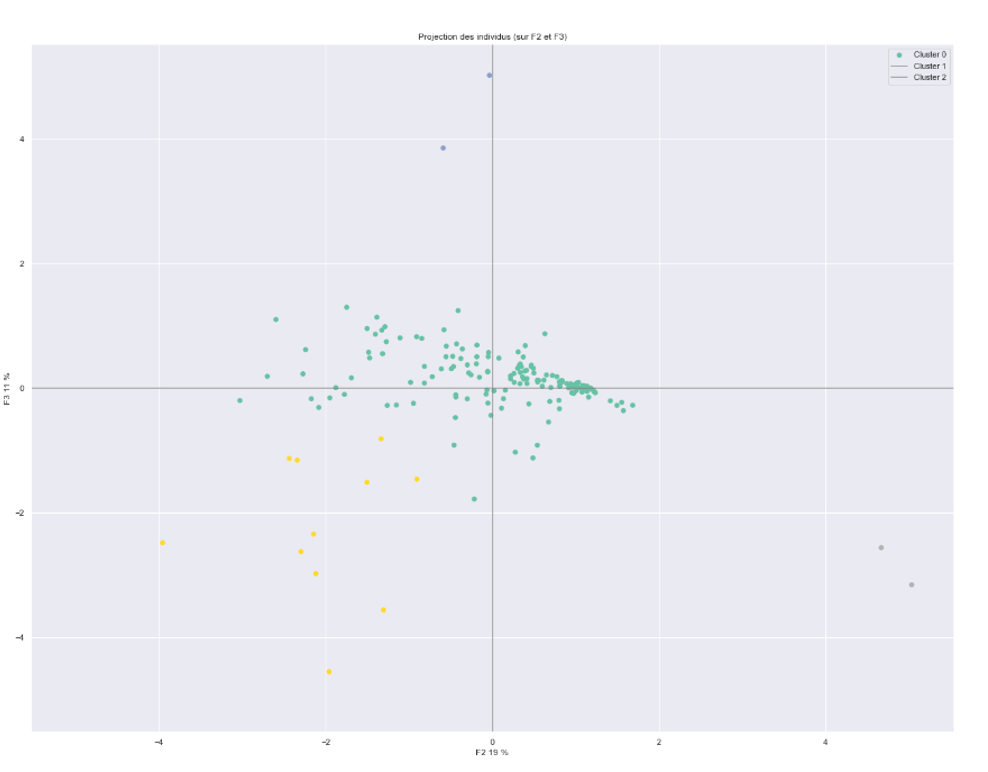 Projection des individus (sur F2 et F3)
Cluster 0
Cluster 1
Cluster 2
4
2
0
−2
−4
F3 11 %
−4
−2
0
2
4
F2 19 %